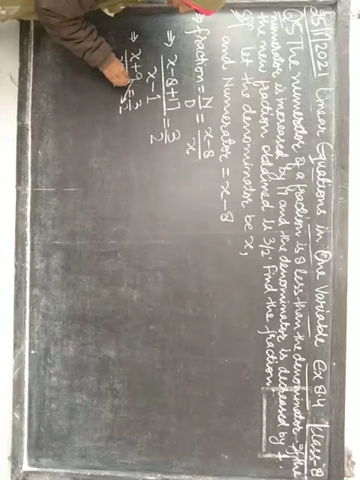 25/11/2021 Linear Equations in One Variable Ex 8.4 Class-8
Q5 The numerator of a fraction is 8 less than the denominator. If the
numerator is increased by 17 and the denominator is decreased by 1.
the new fraction obtained is 3/2. Find the fraction.
Sol let the denominator be x,
and Numerator = x-8
⇒ fraction = N/D = x-8/x
⇒ x-8+17/x-1 = 3/2
⇒ x+9/ = 3/2